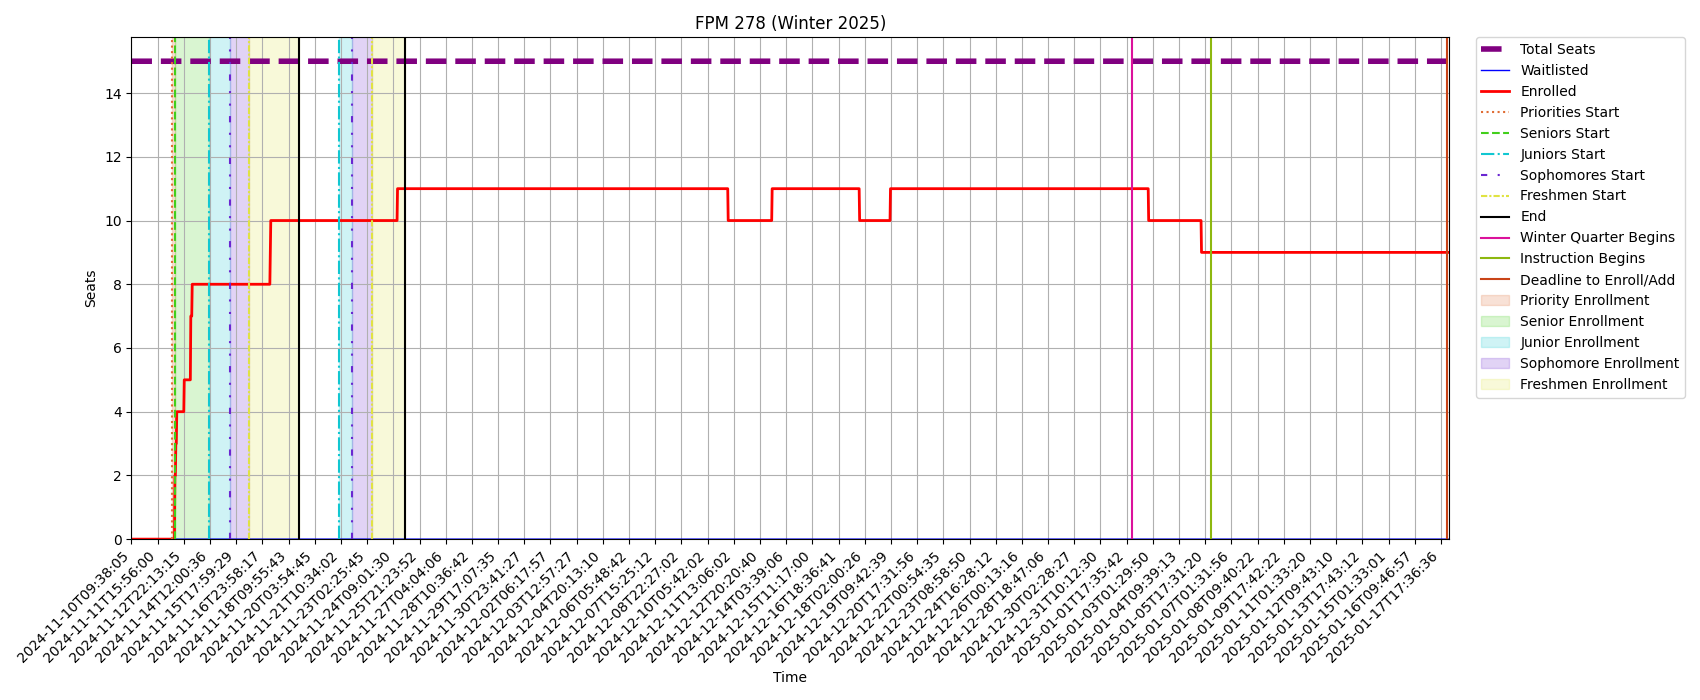 FPM 278 (Winter 2025)
Seats
14
12
10
8
6
4
2
0
2024-11-10T09:38:05
2024-11-11T15:56:00
2024-11-12T22:13:15
2024-11-14T12:00:36
2024-11-15T17:59:29
2024-11-16T23:58:17
2024-11-18T09:55:43
2024-11-20T03:54:45
2024-11-21T10:34:02
2024-11-23T02:25:45
2024-11-24T09:01:30
2024-11-25T21:23:52
2024-11-27T04:04:06
2024-11-28T10:36:42
2024-11-29T17:07:35
2024-11-30T23:41:27
2024-12-02T06:17:57
2024-12-03T12:57:27
2024-12-04T20:13:10
2024-12-06T05:48:42
2024-12-07T15:25:12
2024-12-08T22:27:02
2024-12-10T05:42:02
2024-12-11T13:06:02
2024-12-12T20:20:40
2024-12-14T03:39:06
2024-12-15T11:17:00
2024-12-16T18:36:41
2024-12-18T02:00:26
2024-12-19T09:42:39
2024-12-20T17:31:56
2024-12-22T00:54:35
2024-12-23T08:58:50
2024-12-24T16:28:12
2024-12-26T00:13:16
2024-12-28T18:47:06
2024-12-30T02:28:27
2024-12-31T10:12:30
2025-01-01T17:35:42
2025-01-03T01:29:50
2025-01-04T09:39:13
2025-01-05T17:31:20
2025-01-07T01:31:56
2025-01-08T09:40:22
2025-01-09T17:42:22
2025-01-11T01:33:20
2025-01-12T09:43:10
2025-01-13T17:43:12
2025-01-15T01:33:01
2025-01-16T09:46:57
2025-01-17T17:36:36
Time
Total Seats
Waitlisted
Enrolled
Priorities Start
Seniors Start
Juniors Start
Sophomores Start
Freshmen Start
End
Winter Quarter Begins
Instruction Begins
Deadline to Enroll/Add
Priority Enrollment
Senior Enrollment
Junior Enrollment
Sophomore Enrollment
Freshmen Enrollment